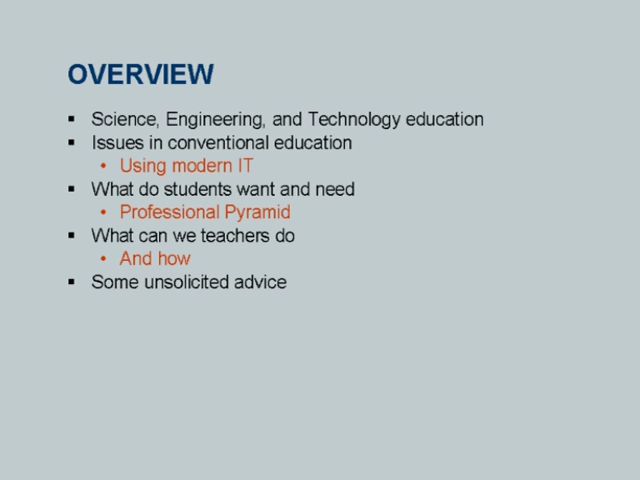 OVERVIEW
▪ Science, Engineering, and Technology education
▪ Issues in conventional education
• Using modern IT
▪ What do students want and need
• Professional Pyramid
▪ What can we teachers do
• And how
▪ Some unsolicited advice